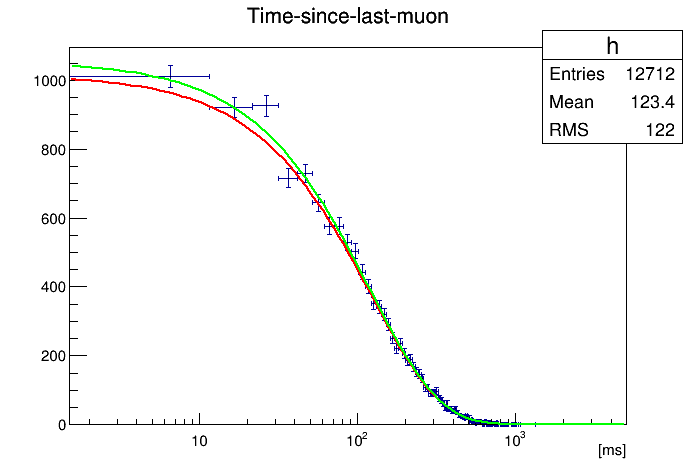 Time-since-last-muon
h
Entries 12712
Mean 123.4
RMS 122
1000
800
600
400
200
0
10 10² 10³
[ms]